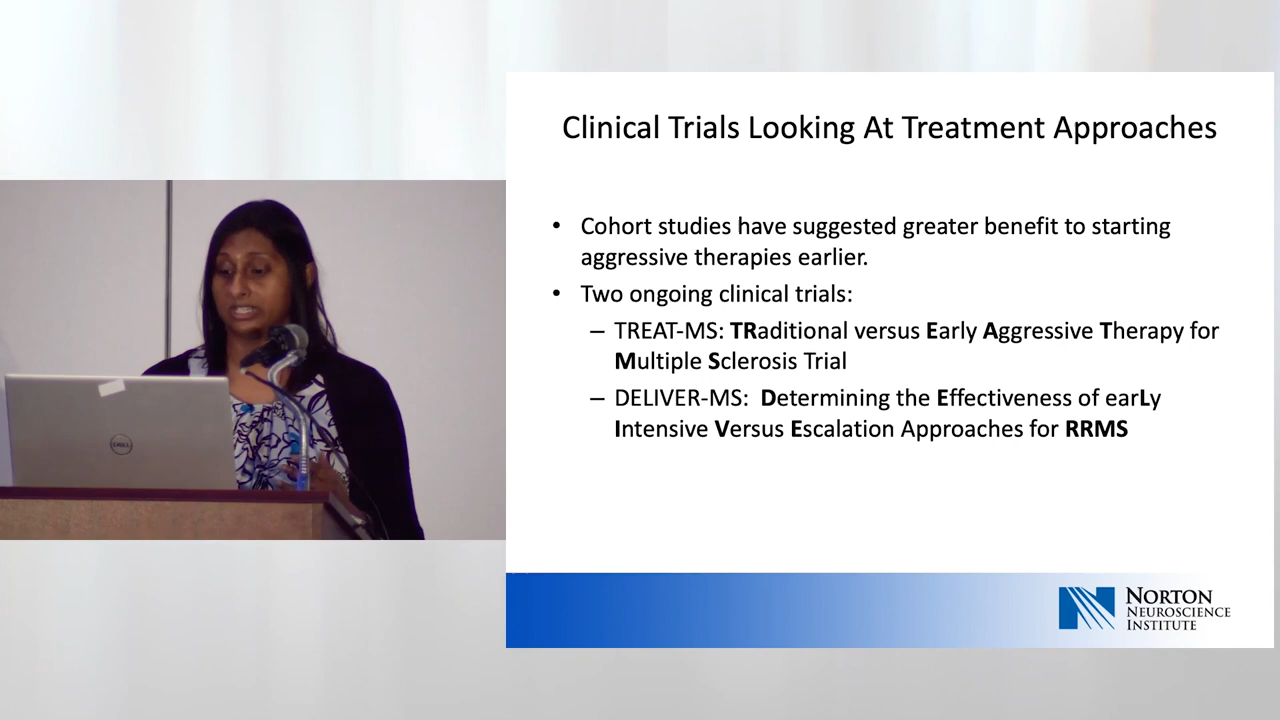 Clinical Trials Looking At Treatment Approaches
• Cohort studies have suggested greater benefit to starting
aggressive therapies earlier.
• Two ongoing clinical trials:
– TREAT-MS: TRaditional versus Early Aggressive Therapy for
Multiple Sclerosis Trial
– DELIVER-MS: Determining the Effectiveness of earLy
Intensive Versus Escalation Approaches for RRMS
NORTON
NEUROSCIENCE
INSTITUTE
DELL